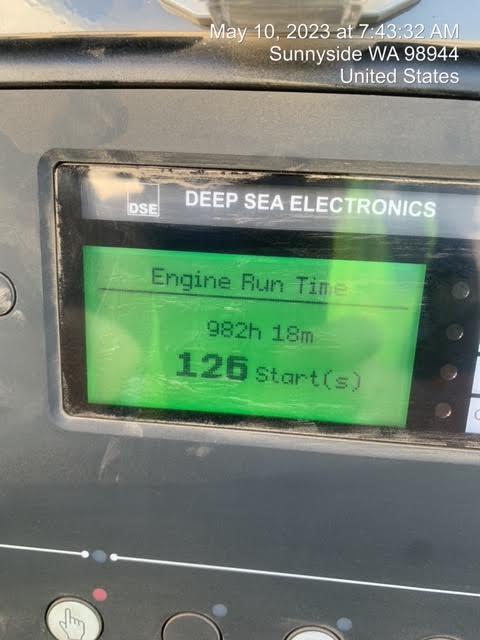 May 10, 2023 at 7:43:32 AM
Sunnyside WA 98944
United States
DSE DEEP SEA ELECTRONICS
Engine Run Time
982h 18m
126 Start(s)